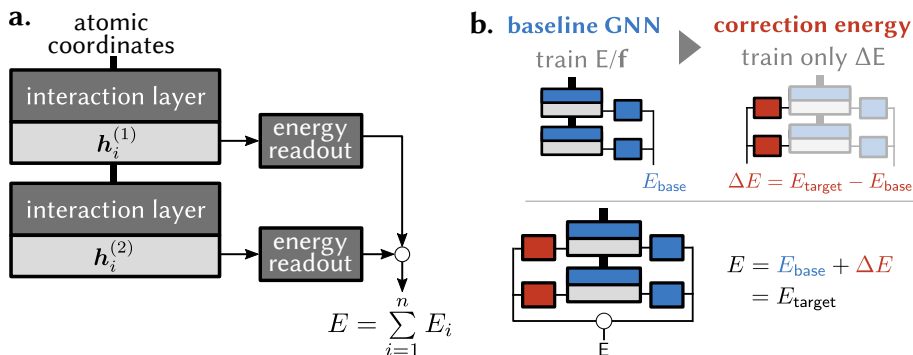 a.
atomic
coordinates
interaction layer
h_i^{(1)}
energy
readout
interaction layer
h_i^{(2)}
energy
readout
E = \sum_{i=1}^{n} E_i
b.
baseline GNN
correction energy
train E/f
train only ΔE
E_base
ΔE = E_target − E_base
E
E = E_base + ΔE
= E_target